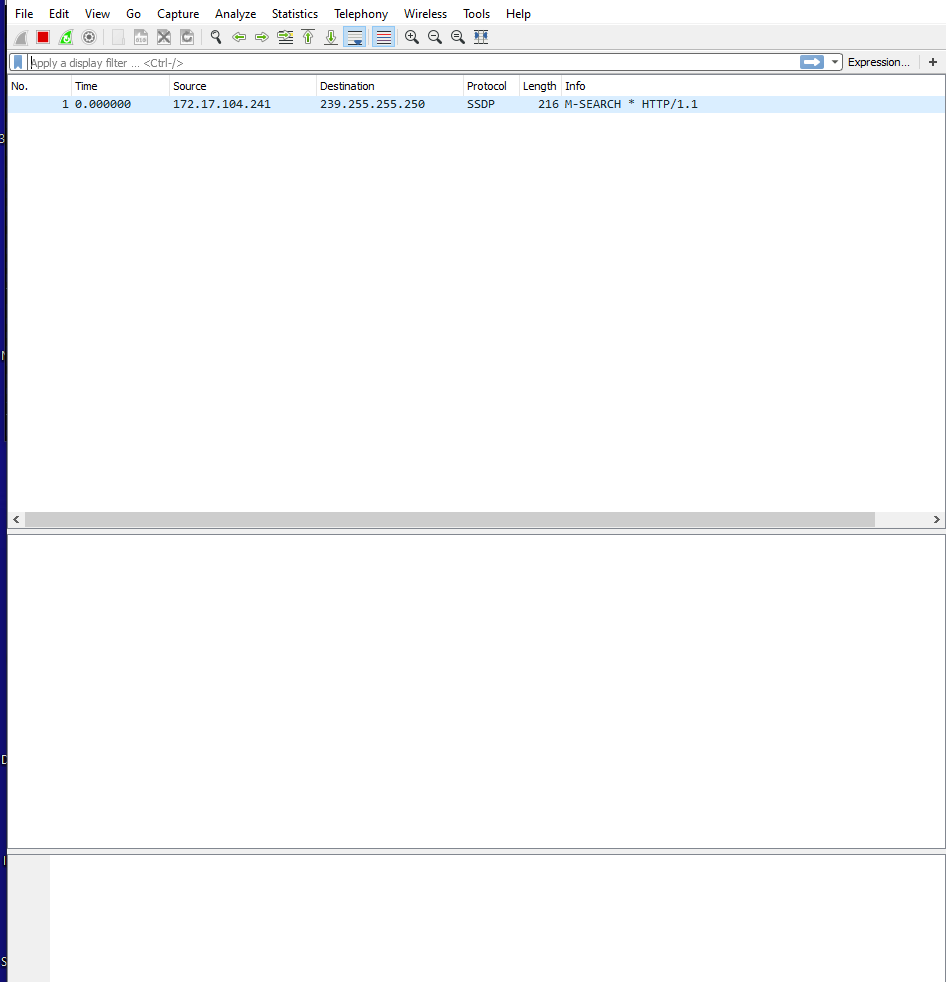 File Edit View Go Capture Analyze Statistics Telephony Wireless Tools Help
Apply a display filter ... <Ctrl-/> Expression... +
No. Time Source Destination Protocol Length Info
1 0.000000 172.17.104.241 239.255.255.250 SSDP 216 M-SEARCH * HTTP/1.1